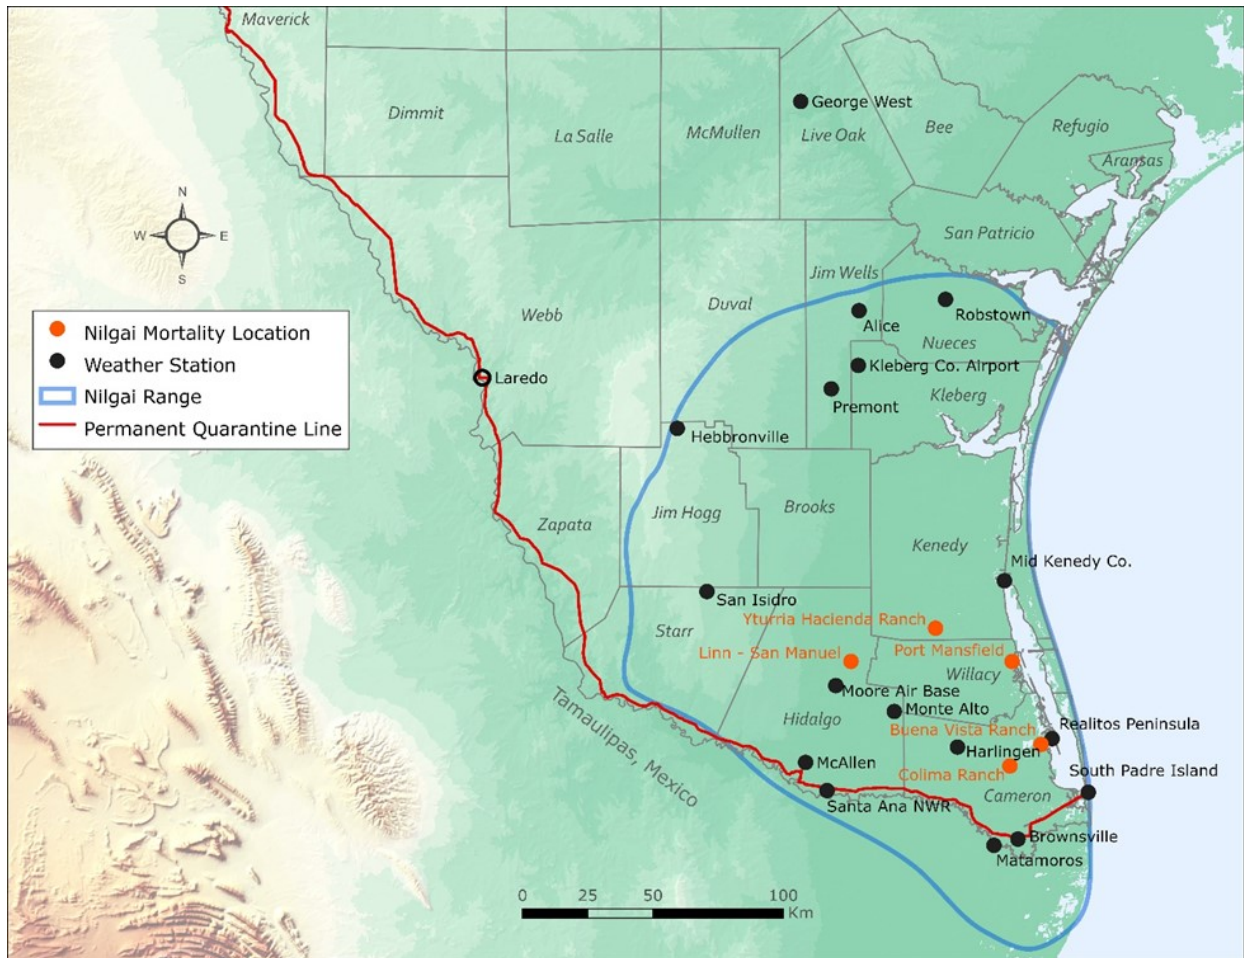 Maverick
Dimmit
La Salle
McMullen
George West
Live Oak
Bee
Refugio
Aransas
N
W
E
S
San Patricio
Jim Wells
Duval
Webb
Nilgai Mortality Location
Weather Station
Nilgai Range
Permanent Quarantine Line
Robstown
Alice
Nueces
Kleberg Co. Airport
Laredo
Kleberg
Premont
Hebbronville
Jim Hogg
Brooks
Zapata
Kenedy
Mid Kenedy Co.
San Isidro
Yturria Hacienda Ranch
Starr
Linn - San Manuel
Port Mansfield
Willacy
Moore Air Base
Monte Alto
Hidalgo
Buena Vista Ranch
Realitos Peninsula
Harlingen
Tamaulipas, Mexico
McAllen
Colima Ranch
South Padre Island
Cameron
Santa Ana NWR
Brownsville
Matamoros
0 25 50 100
Km